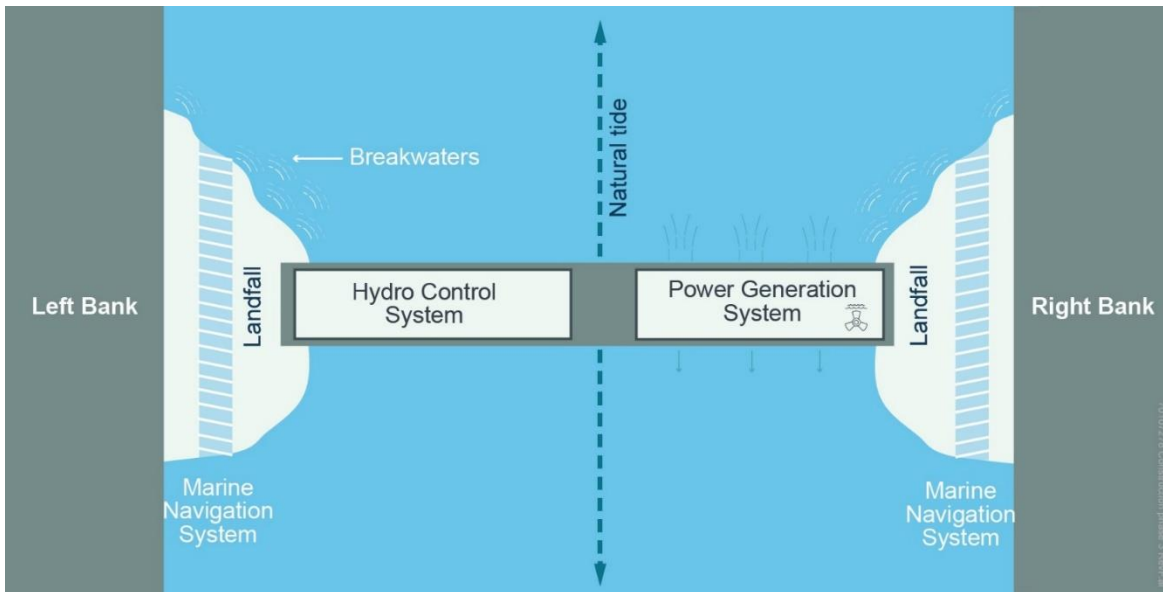 Natural tide
Breakwaters
Left Bank
Landfall
Hydro Control
System
Power Generation
System
Landfall
Right Bank
Marine
Navigation
System
Marine
Navigation
System